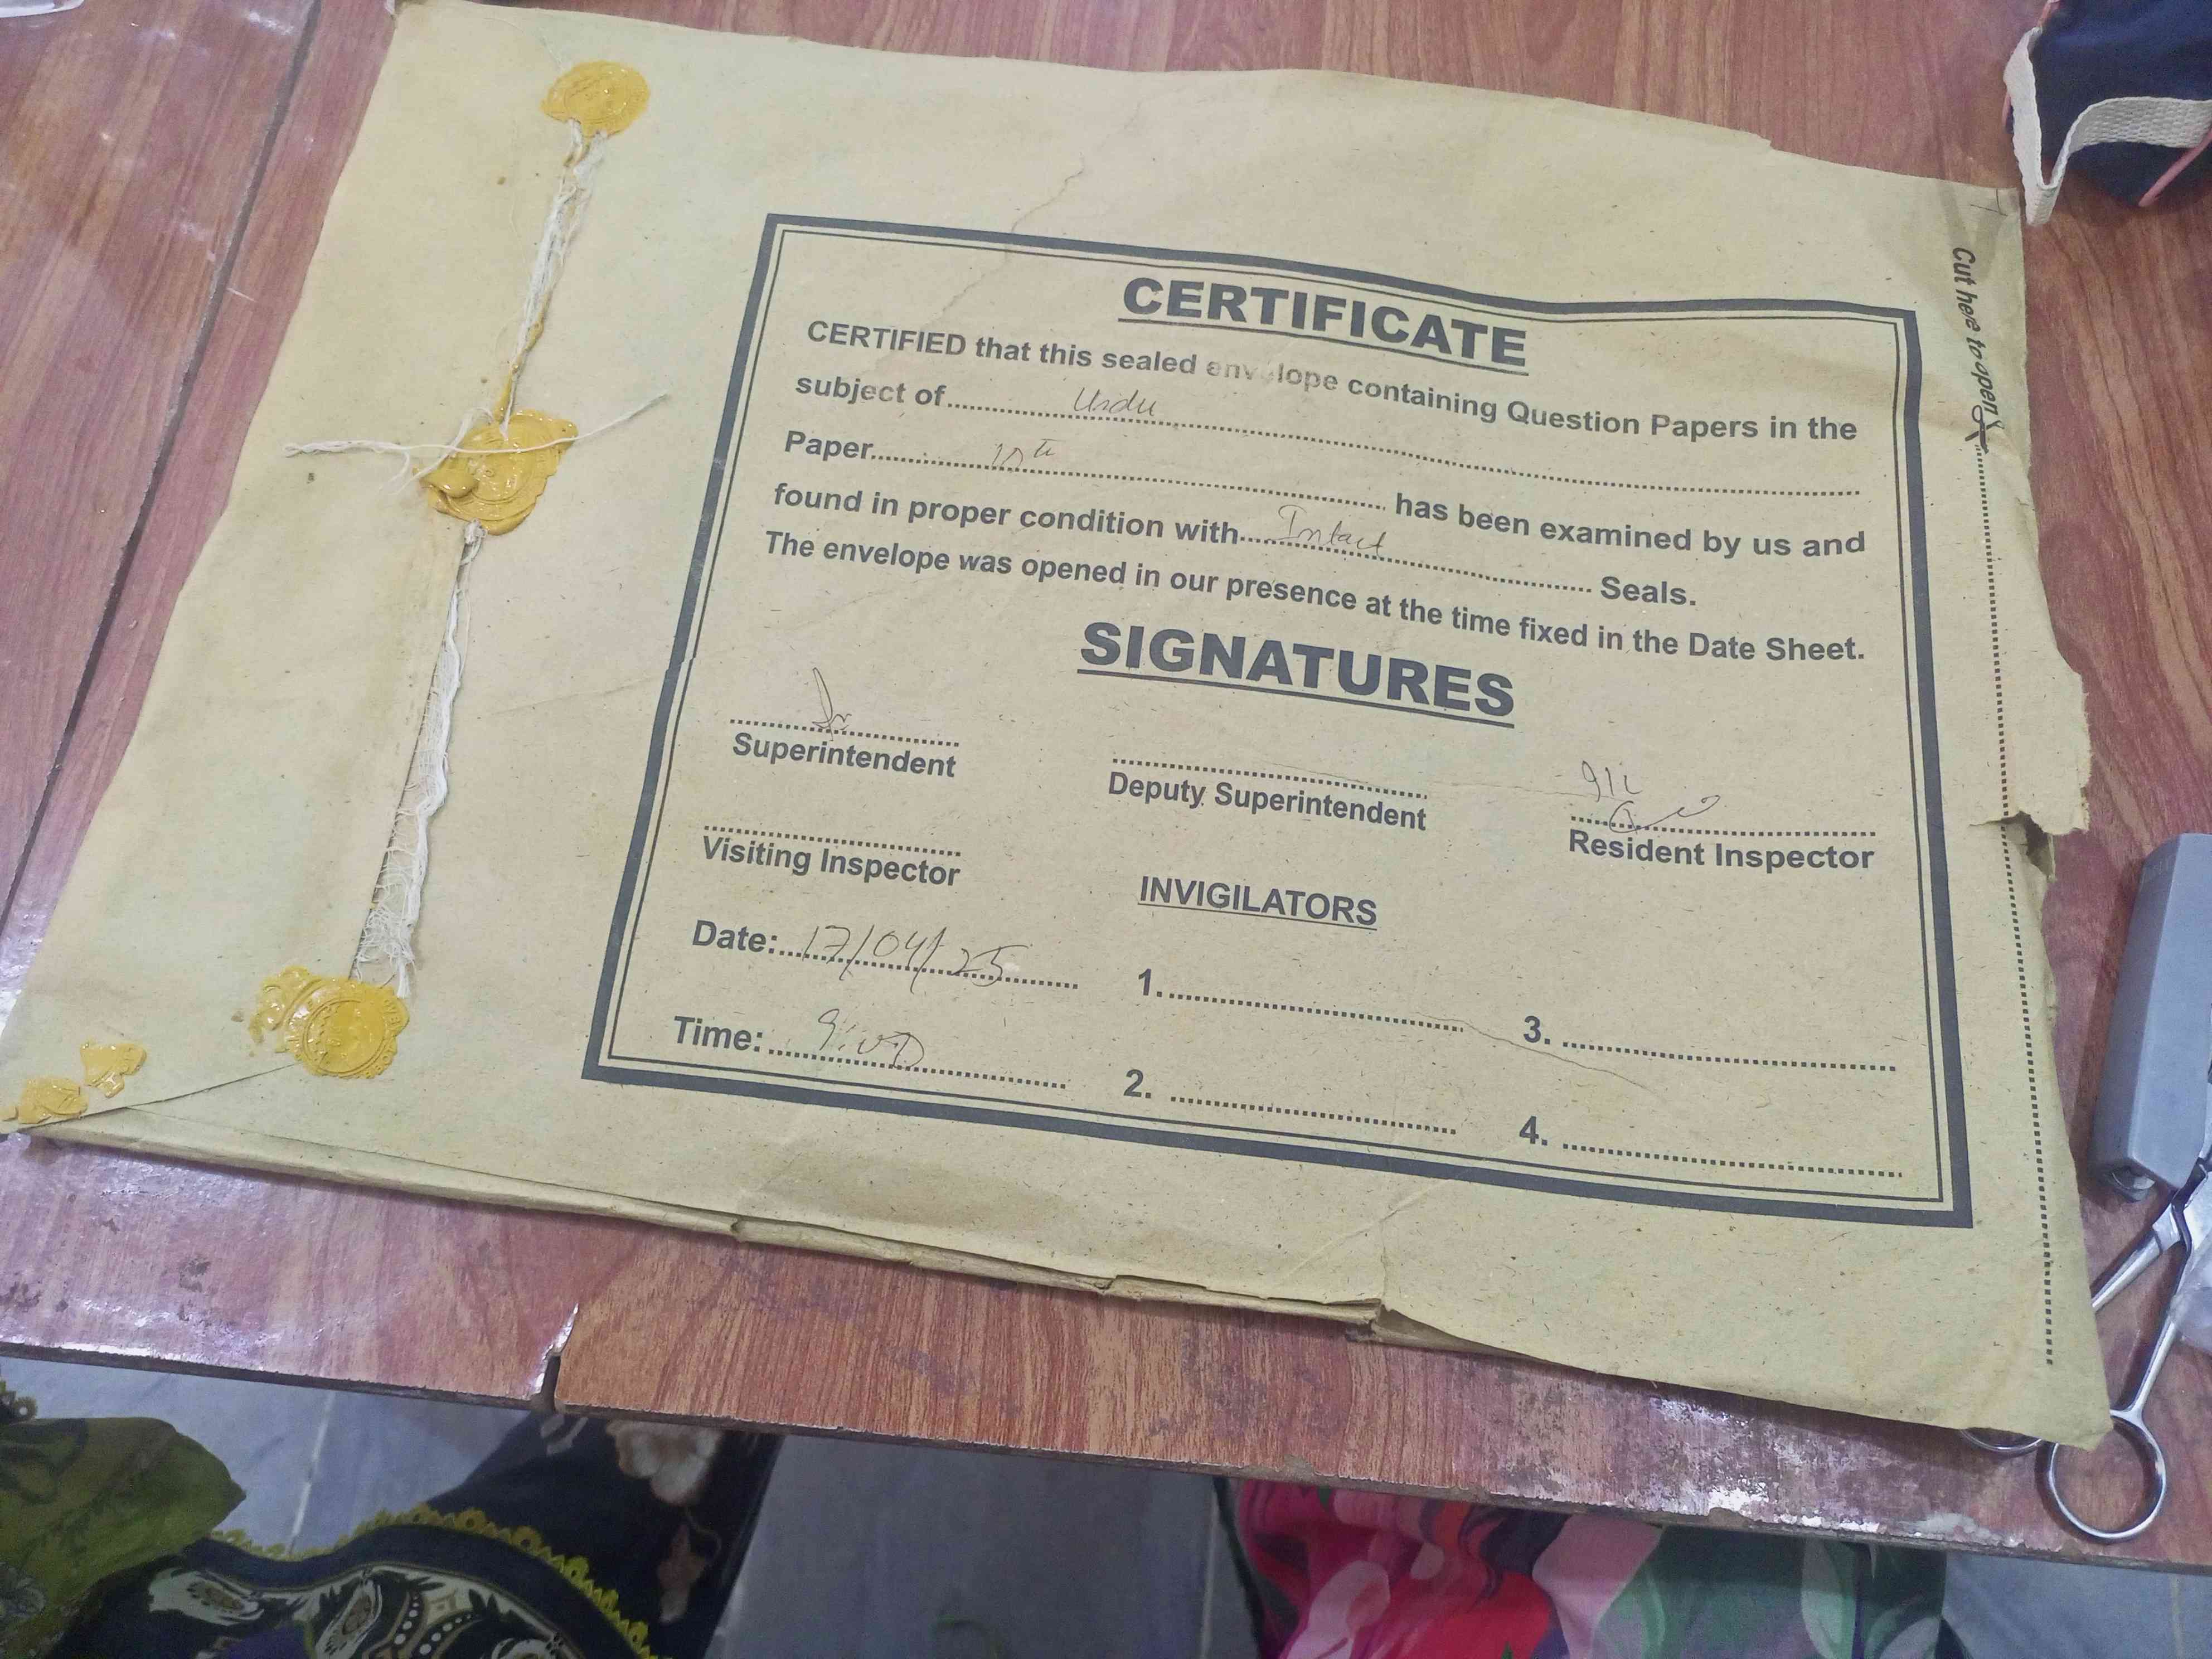 CERTIFICATE
CERTIFIED that this sealed envelope containing Question Papers in the
subject of Urdu
Paper 10th has been examined by us and
found in proper condition with Intact Seals.
The envelope was opened in our presence at the time fixed in the Date Sheet.
SIGNATURES
Superintendent
Deputy Superintendent
Resident Inspector
Visiting Inspector
INVIGILATORS
Date: 17/04/25
1.
3.
Time:
2.
4.
Cut here to open